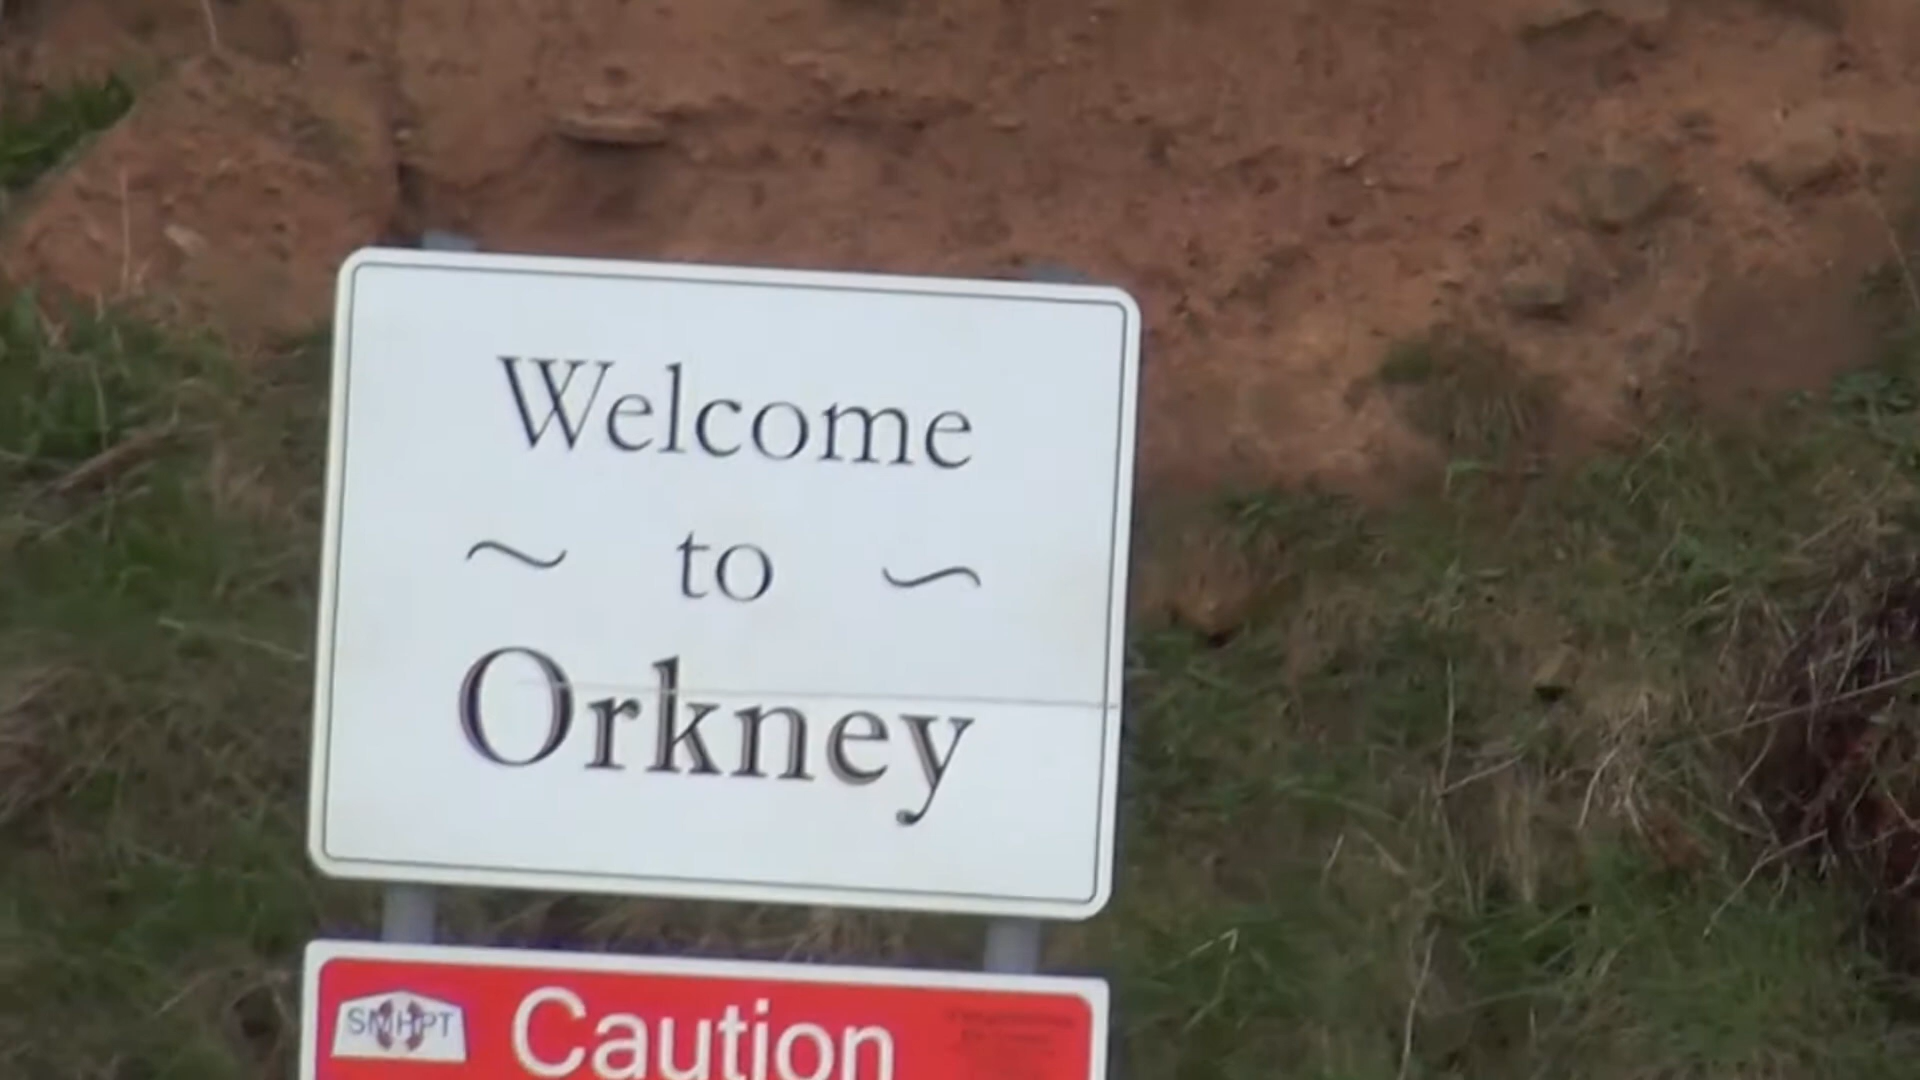 Welcome
~ to ~
Orkney
SMHPT
Caution